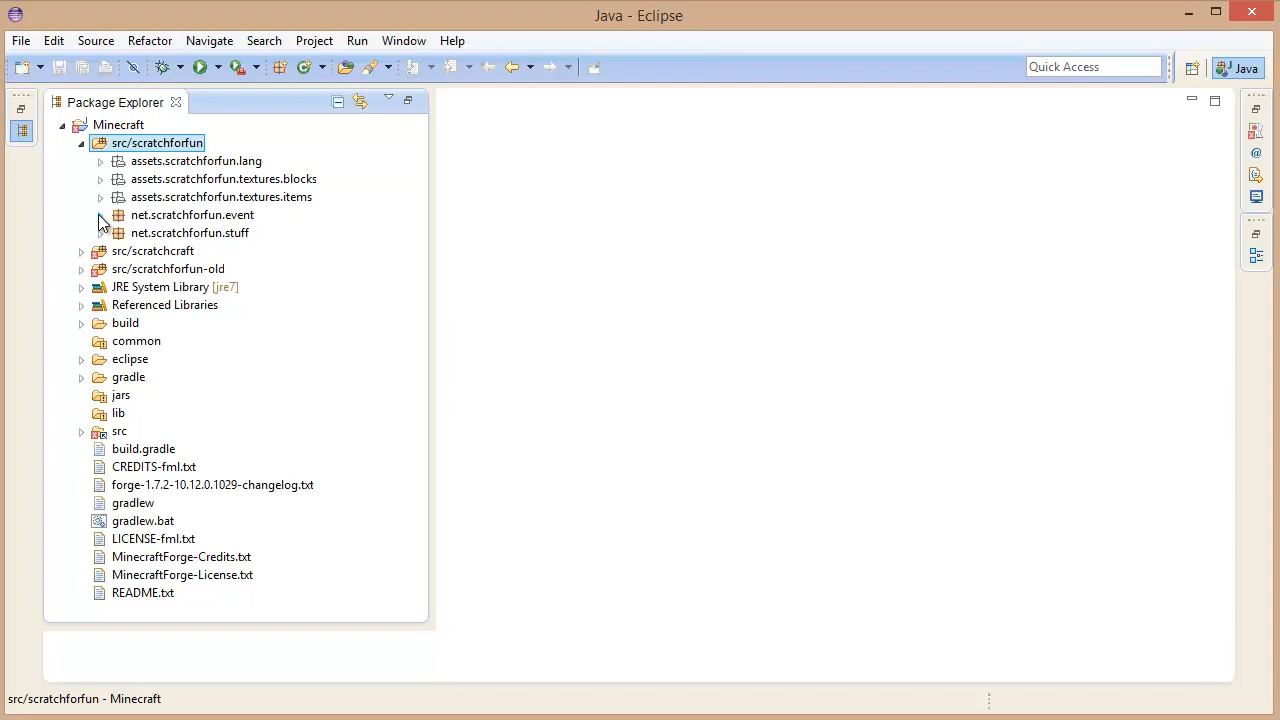 Java - Eclipse
File Edit Source Refactor Navigate Search Project Run Window Help
Quick Access
Java
Package Explorer
Minecraft
src/scratchforfun
assets.scratchforfun.lang
assets.scratchforfun.textures.blocks
assets.scratchforfun.textures.items
net.scratchforfun.event
net.scratchforfun.stuff
src/scratchcraft
src/scratchforfun-old
JRE System Library [jre7]
Referenced Libraries
build
common
eclipse
gradle
jars
lib
src
build.gradle
CREDITS-fml.txt
forge-1.7.2-10.12.0.1029-changelog.txt
gradlew
gradlew.bat
LICENSE-fml.txt
MinecraftForge-Credits.txt
MinecraftForge-License.txt
README.txt
src/scratchforfun - Minecraft